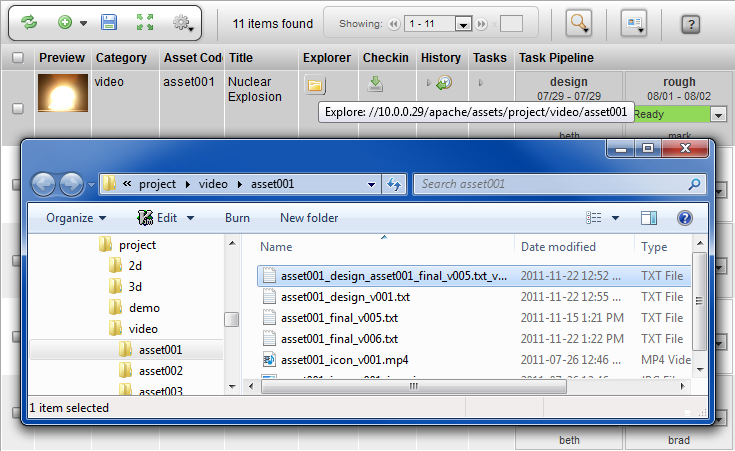 11 items found
Showing:
1 - 11
x
?
Preview Category Asset Code Title Explorer Checkin History Tasks Task Pipeline
video asset001 Nuclear
Explosion
design
07/29 - 07/29
rough
08/01 - 08/02
Ready
Explore: //10.0.0.29/apache/assets/project/video/asset001
beth mark
« project video asset001
Search asset001
Organize Edit Burn New folder
?
project
2d
3d
demo
video
asset001
asset002
asset003
Name Date modified Type
asset001_design_asset001_final_v005.txt_v... 2011-11-22 12:52 ... TXT File
asset001_design_v001.txt 2011-11-22 12:55 ... TXT File
asset001_final_v005.txt 2011-11-15 1:21 PM TXT File
asset001_final_v006.txt 2011-11-22 1:22 PM TXT File
asset001_icon_v001.mp4 2011-07-26 12:46 ... MP4 Video
1 item selected
beth brad